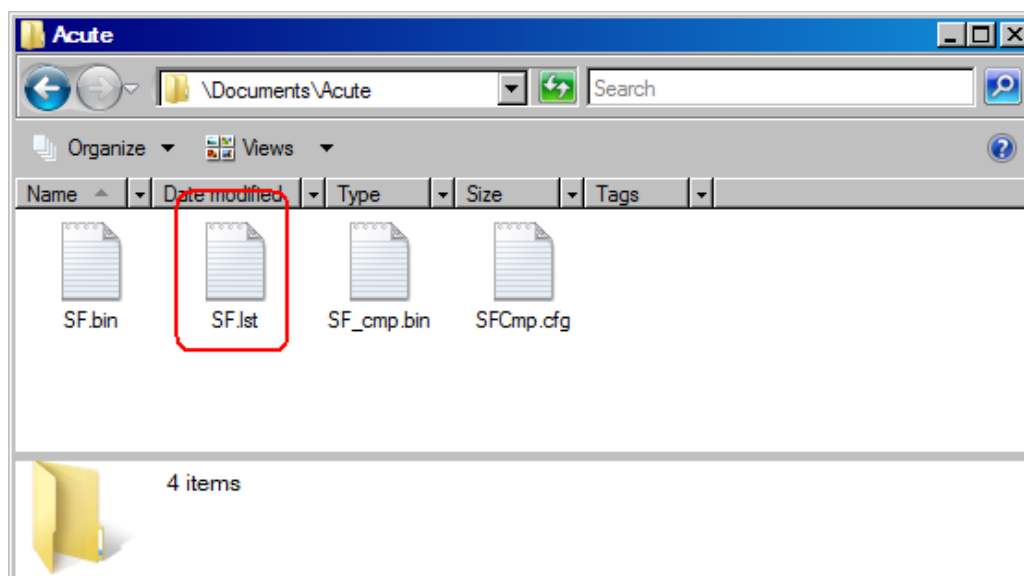 Acute
\Documents\Acute Search
Organize Views
Name Date modified Type Size Tags
SF.bin SF.lst SF_cmp.bin SFCmp.cfg
4 items